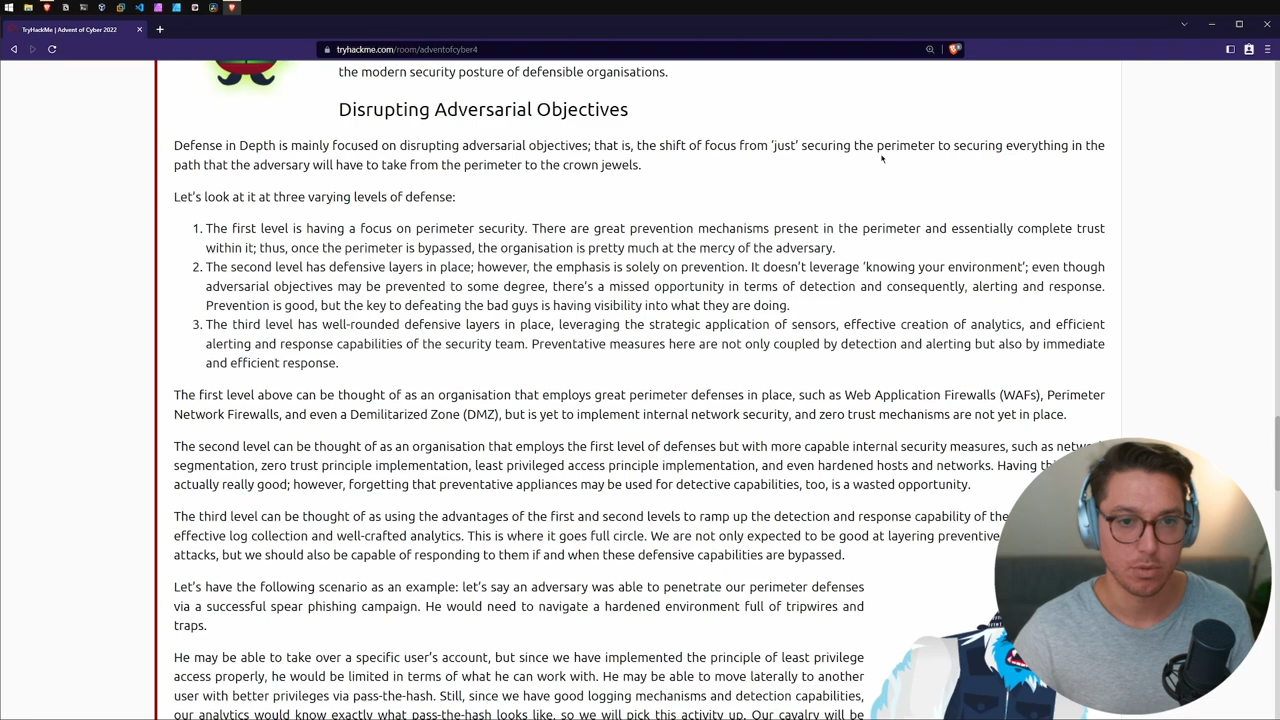 TryHackMe | Advent of Cyber 2022
tryhackme.com/room/adventofcyber4
the modern security posture of defensible organisations.
Disrupting Adversarial Objectives
Defense in Depth is mainly focused on disrupting adversarial objectives; that is, the shift of focus from ‘just’ securing the perimeter to securing everything in the
path that the adversary will have to take from the perimeter to the crown jewels.
Let’s look at it at three varying levels of defense:
1. The first level is having a focus on perimeter security. There are great prevention mechanisms present in the perimeter and essentially complete trust
within it; thus, once the perimeter is bypassed, the organisation is pretty much at the mercy of the adversary.
2. The second level has defensive layers in place; however, the emphasis is solely on prevention. It doesn’t leverage ‘knowing your environment’; even though
adversarial objectives may be prevented to some degree, there’s a missed opportunity in terms of detection and consequently, alerting and response.
Prevention is good, but the key to defeating the bad guys is having visibility into what they are doing.
3. The third level has well-rounded defensive layers in place, leveraging the strategic application of sensors, effective creation of analytics, and efficient
alerting and response capabilities of the security team. Preventative measures here are not only coupled by detection and alerting but also by immediate
and efficient response.
The first level above can be thought of as an organisation that employs great perimeter defenses in place, such as Web Application Firewalls (WAFs), Perimeter
Network Firewalls, and even a Demilitarized Zone (DMZ), but is yet to implement internal network security, and zero trust mechanisms are not yet in place.
The second level can be thought of as an organisation that employs the first level of defenses but with more capable internal security measures, such as
segmentation, zero trust principle implementation, least privileged access principle implementation, and even hardened hosts and networks. Having
actually really good; however, forgetting that preventative appliances may be used for detective capabilities, too, is a wasted opportunity.
The third level can be thought of as using the advantages of the first and second levels to ramp up the detection and response capability of the
effective log collection and well-crafted analytics. This is where it goes full circle. We are not only expected to be good at layering preventive
attacks, but we should also be capable of responding to them if and when these defensive capabilities are bypassed.
Let’s have the following scenario as an example: let’s say an adversary was able to penetrate our perimeter defenses
via a successful spear phishing campaign. He would need to navigate a hardened environment full of tripwires and
traps.
He may be able to take over a specific user’s account, but since we have implemented the principle of least privilege
access properly, he would be limited in terms of what he can work with. He may be able to move laterally to another
user with better privileges via pass-the-hash. Still, since we have good logging mechanisms and detection capabilities,
our analytics would know exactly what pass-the-hash looks like, so we will pick this activity up. Our cavalry will be